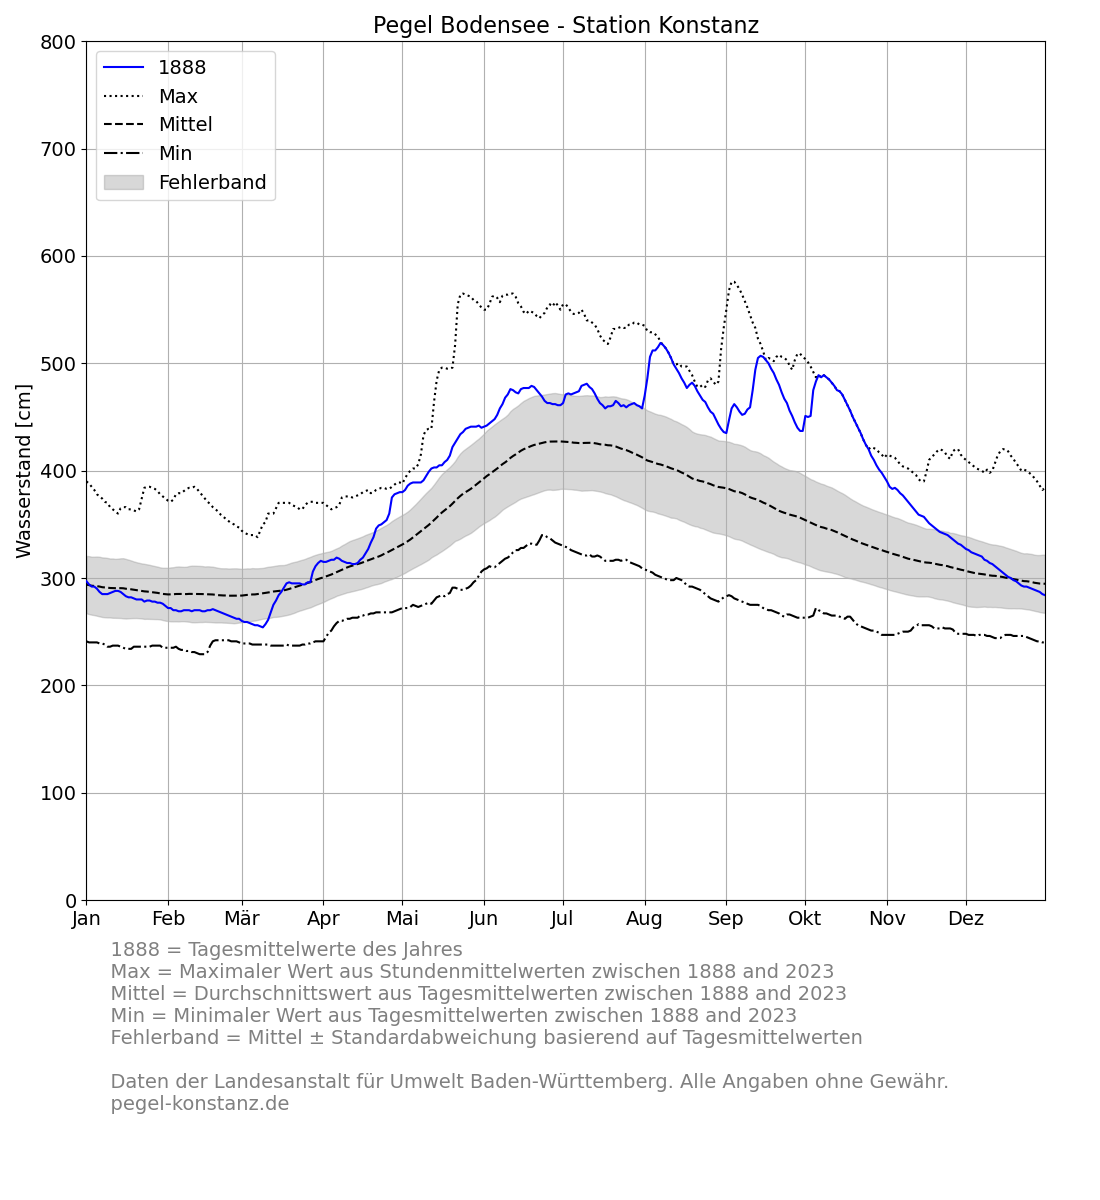 Pegel Bodensee - Station Konstanz
800
700
600
500
400
300
200
100
0
Wasserstand [cm]
1888
Max
Mittel
Min
Fehlerband
Jan Feb Mär Apr Mai Jun Jul Aug Sep Okt Nov Dez
1888 = Tagesmittelwerte des Jahres
Max = Maximaler Wert aus Stundenmittelwerten zwischen 1888 and 2023
Mittel = Durchschnittswert aus Tagesmittelwerten zwischen 1888 and 2023
Min = Minimaler Wert aus Tagesmittelwerten zwischen 1888 and 2023
Fehlerband = Mittel ± Standardabweichung basierend auf Tagesmittelwerten
Daten der Landesanstalt für Umwelt Baden-Württemberg. Alle Angaben ohne Gewähr.
pegel-konstanz.de